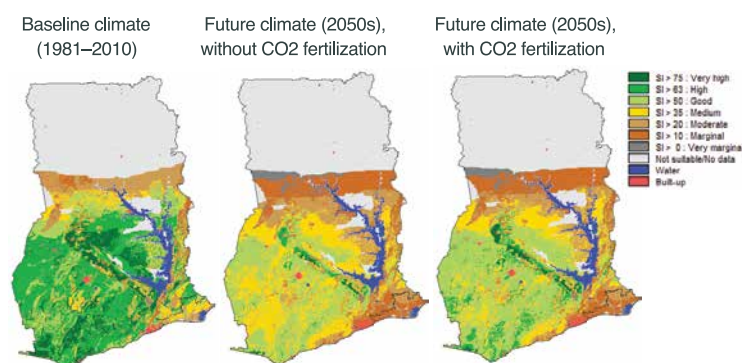 Baseline climate
(1981–2010)
Future climate (2050s),
without CO2 fertilization
Future climate (2050s),
with CO2 fertilization
SI > 75 : Very high
SI > 63 : High
SI > 50 : Good
SI > 35 : Medium
SI > 20 : Moderate
SI > 10 : Marginal
SI > 0 : Very margina
Not suitable/No data
Water
Built-up